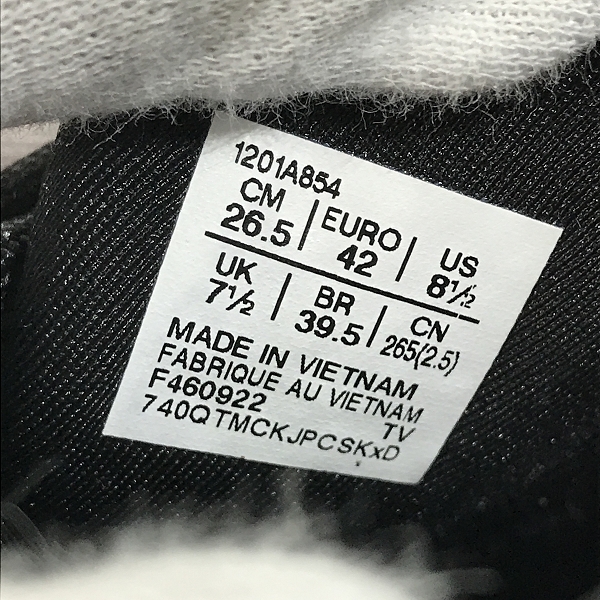 1201A854
CM EURO US
26.5 42 8½
UK BR CN
7½ 39.5 265(2.5)
MADE IN VIETNAM
FABRIQUE AU VIETNAM
F460922 TV
740QTMCKJPCSKxD